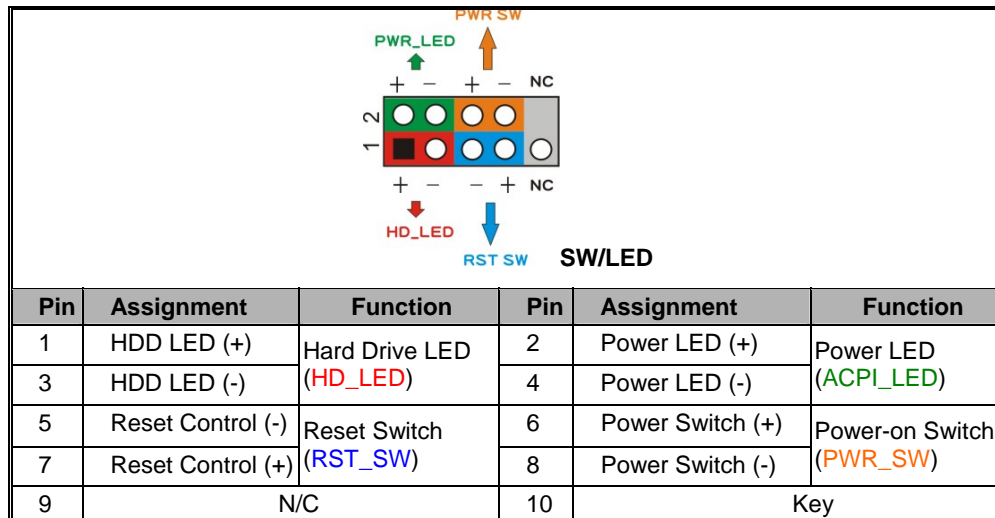 PWR SW
PWR_LED
+ − + − NC
2
1
+ − − + NC
HD_LED
RST SW SW/LED
Pin Assignment Function Pin Assignment Function
1 HDD LED (+) Hard Drive LED (HD_LED) 2 Power LED (+) Power LED (ACPI_LED)
3 HDD LED (-) 4 Power LED (-)
5 Reset Control (-) Reset Switch (RST_SW) 6 Power Switch (+) Power-on Switch (PWR_SW)
7 Reset Control (+) 8 Power Switch (-)
9 N/C 10 Key